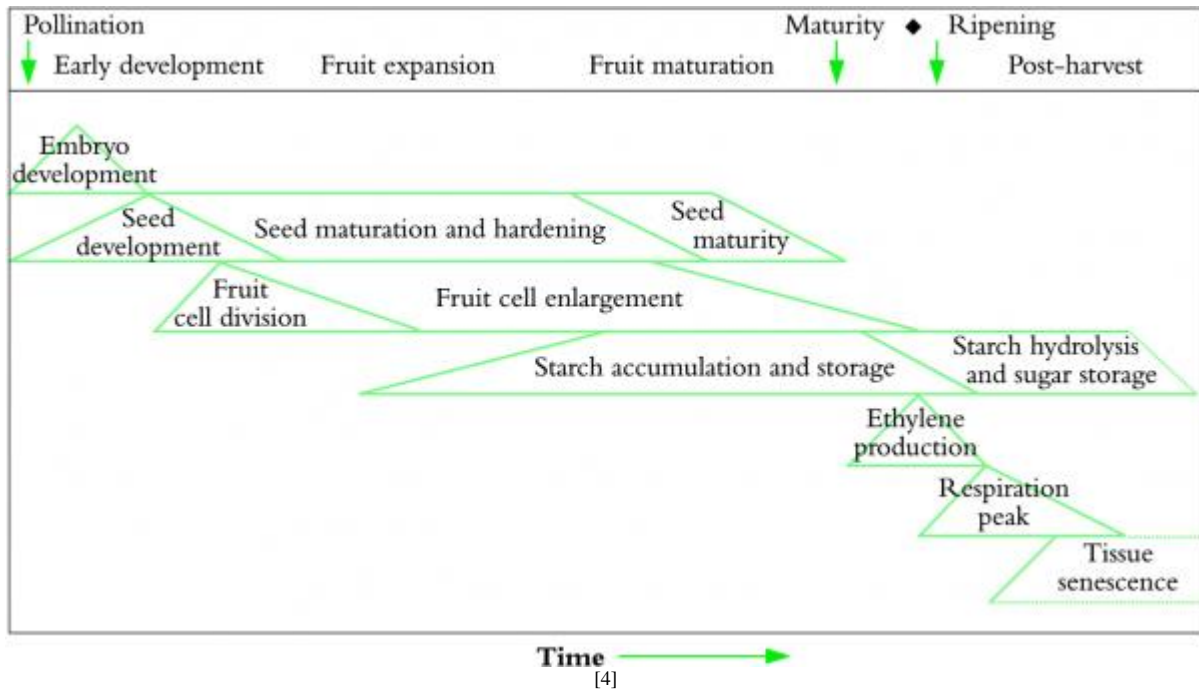 Pollination Maturity ◆ Ripening
Early development Fruit expansion Fruit maturation Post-harvest
Embryo
development
Seed
development
Seed maturation and hardening
Seed
maturity
Fruit
cell division
Fruit cell enlargement
Starch accumulation and storage
Starch hydrolysis
and sugar storage
Ethylene
production
Respiration
peak
Tissue
senescence
Time
[4]